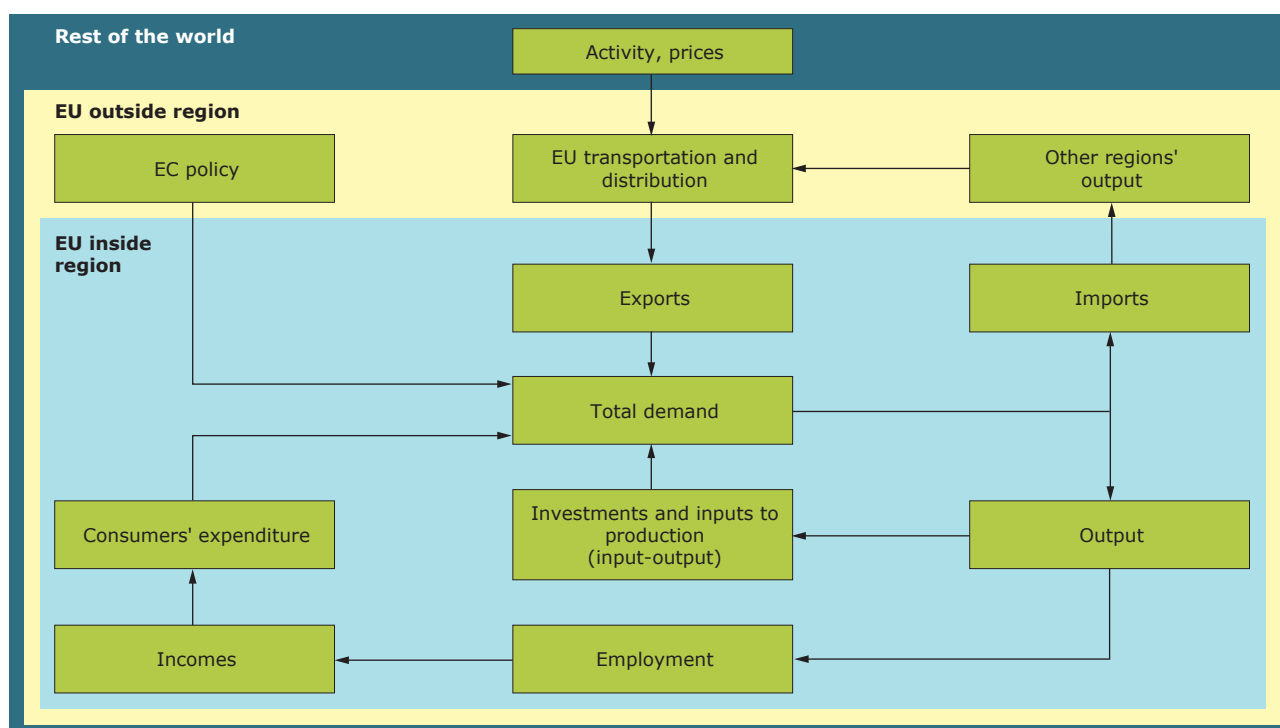 Rest of the world
Activity, prices
EU outside region
EC policy
EU transportation and
distribution
Other regions'
output
EU inside
region
Exports
Imports
Total demand
Consumers' expenditure
Investments and inputs to
production
(input-output)
Output
Incomes
Employment